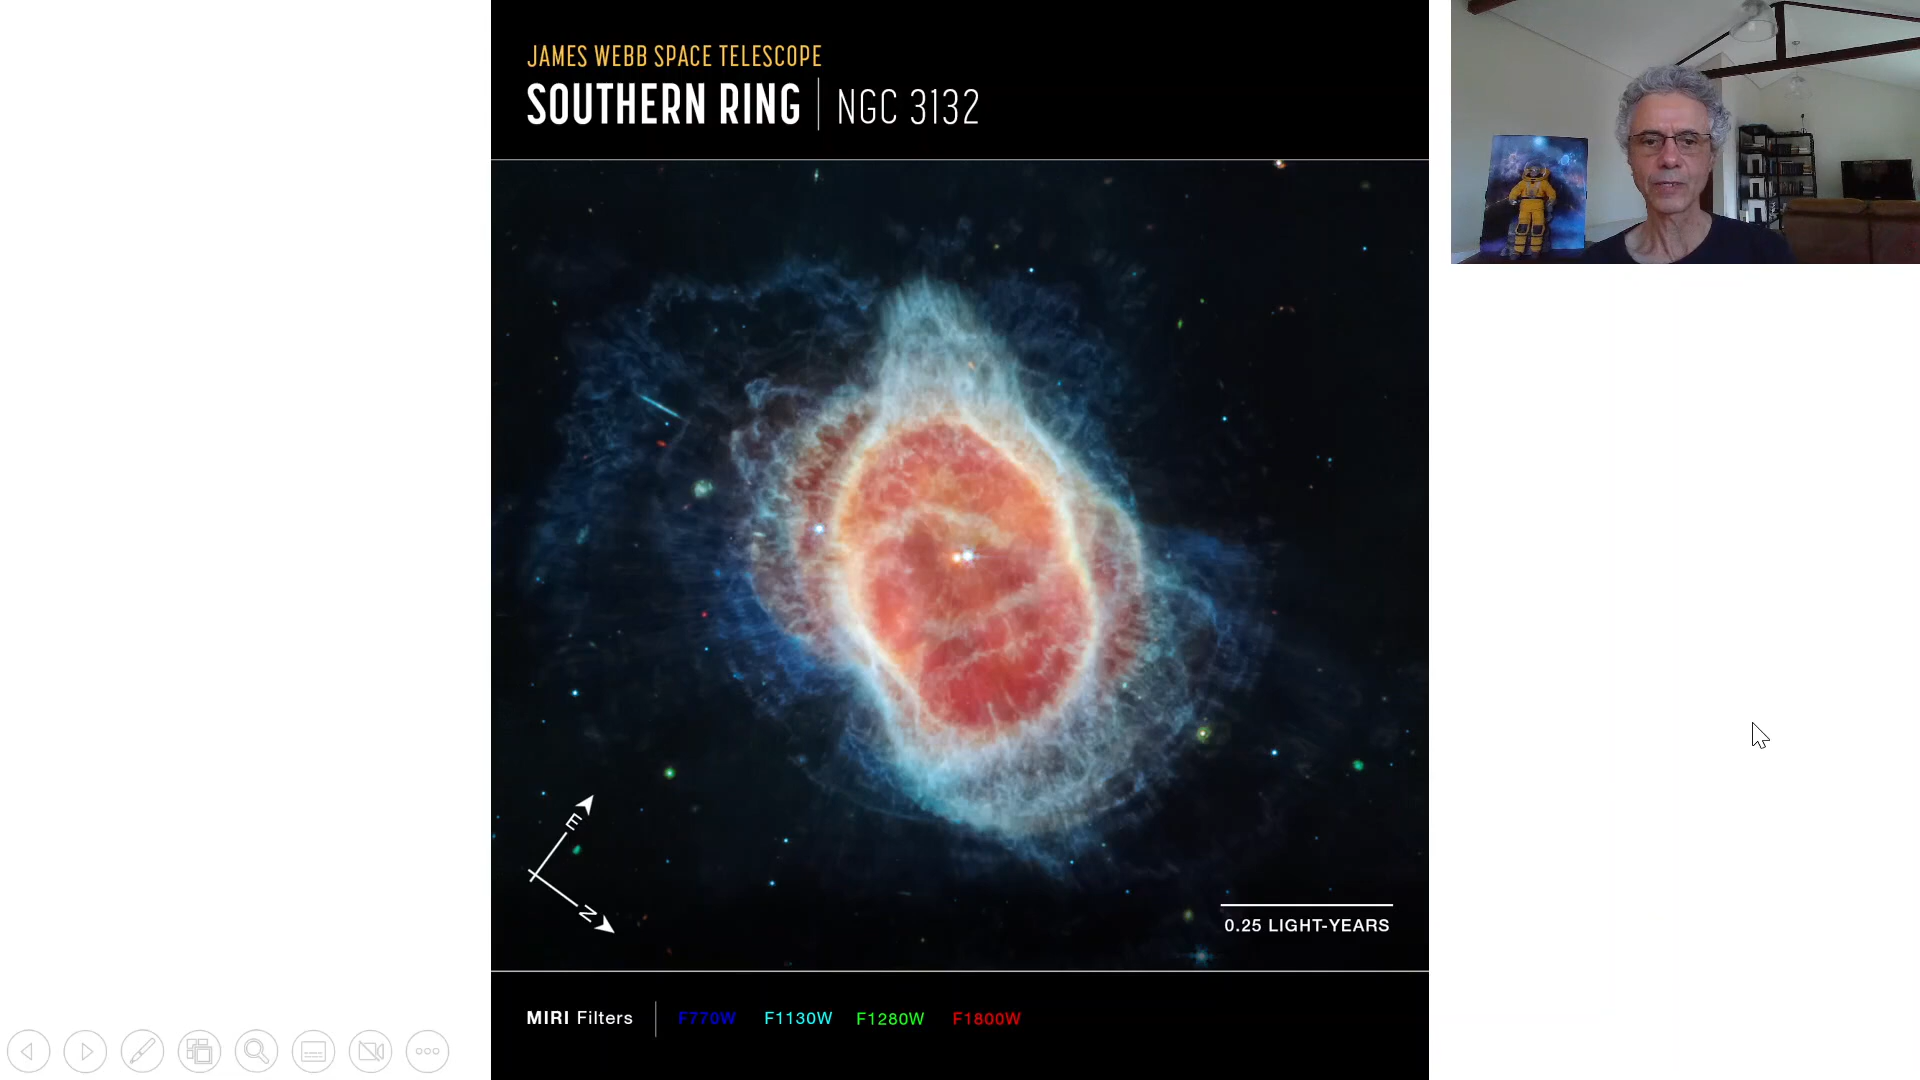 JAMES WEBB SPACE TELESCOPE
SOUTHERN RING | NGC 3132
E
N
0.25 LIGHT-YEARS
MIRI Filters | F770W F1130W F1280W F1800W